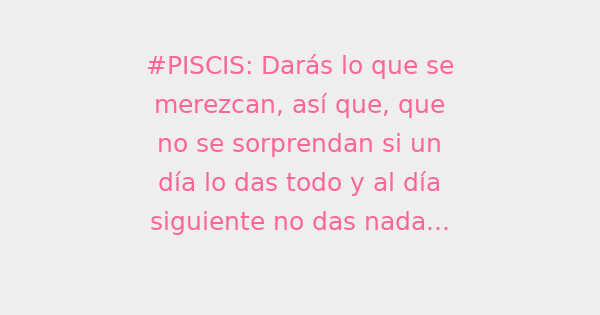 #PISCIS: Darás lo que se
merezcan, así que, que
no se sorprendan si un
día lo das todo y al día
siguiente no das nada...